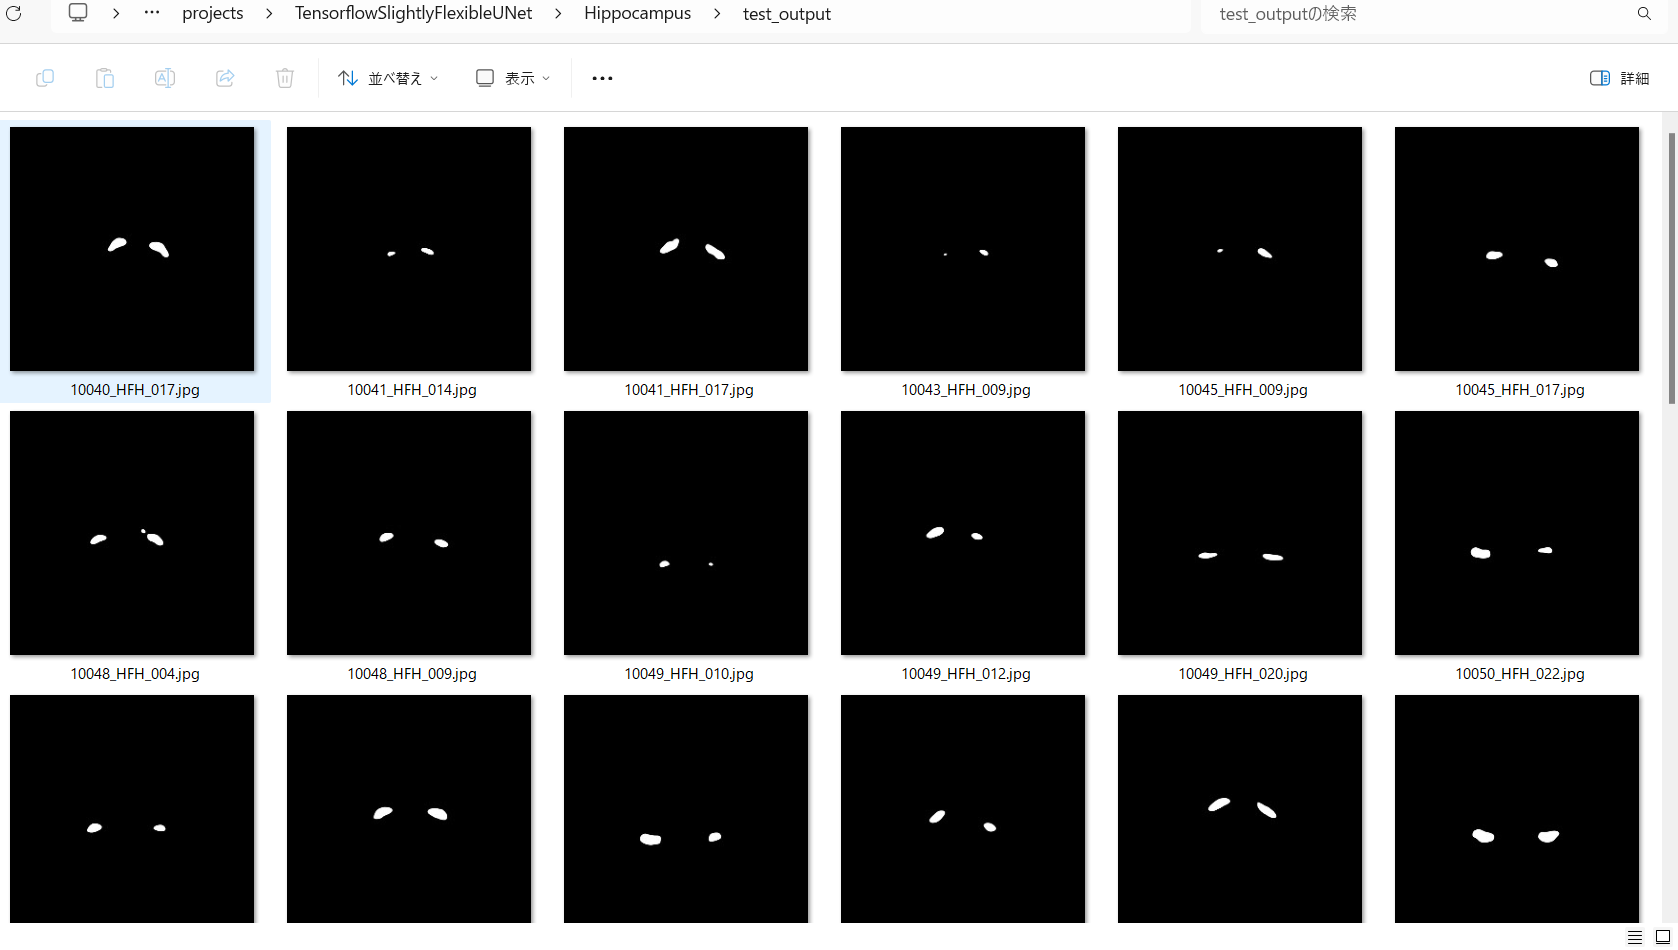 projects > TensorflowSlightlyFlexibleUNet > Hippocampus > test_output
test_outputの検索
並べ替え 表示 詳細
10040_HFH_017.jpg 10041_HFH_014.jpg 10041_HFH_017.jpg 10043_HFH_009.jpg 10045_HFH_009.jpg 10045_HFH_017.jpg
10048_HFH_004.jpg 10048_HFH_009.jpg 10049_HFH_010.jpg 10049_HFH_012.jpg 10049_HFH_020.jpg 10050_HFH_022.jpg